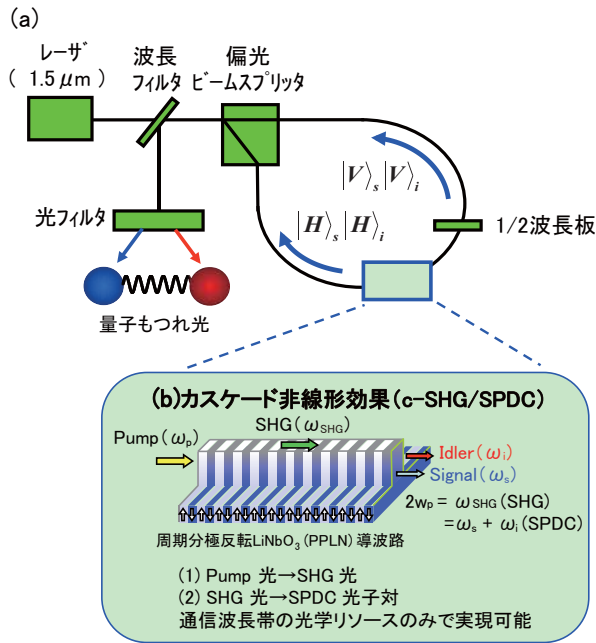 (a)
レーザ
( 1.5μm)
波長
フィルタ
偏光
ビームスプリッタ
|V⟩s|V⟩i
|H⟩s|H⟩i
1/2波長板
光フィルタ
量子もつれ光
(b)カスケード非線形効果(c-SHG/SPDC)
SHG(ωSHG)
Pump(ωp)
Idler(ωi)
Signal(ωs)
2wp = ωSHG(SHG)
=ωs + ωi(SPDC)
周期分極反転LiNbO3(PPLN)導波路
(1) Pump 光→SHG 光
(2) SHG 光→SPDC 光子対
通信波長帯の光学リソースのみで実現可能